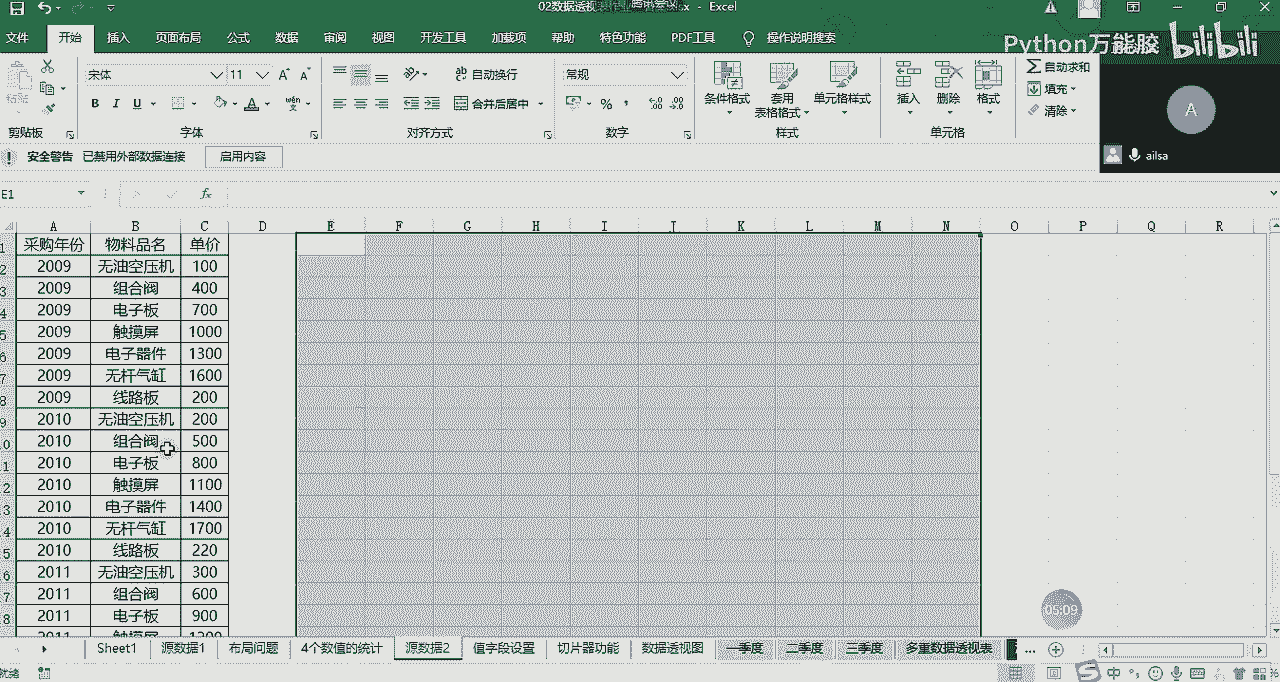 02数据透视
x - Excel
文件 开始 插入 页面布局 公式 数据 审阅 视图 开发工具 加载 帮助 特色功能 PDF工具 操作说明搜索
Python万能胶 bilibili
宋体 11 自动换行 常规 自动求和
B I U 合并后居中 % 条件格式 套用 表格格式 单元格样式 插入 删除 格式 填充 清除
剪贴板 字体 对齐方式 数字 样式 单元格
A
ailsa
安全警告 已禁用外部数据连接 启用内容
E1 fx
A B C D E F G H I J K L M N O P Q R
1 采购年份 物料品名 单价
2 2009 无油空压机 100
3 2009 组合阀 400
4 2009 电子板 700
5 2009 触摸屏 1000
6 2009 电子器件 1300
7 2009 无杆气缸 1600
8 2009 线路板 200
9 2010 无油空压机 200
0 2010 组合阀 500
1 2010 电子板 800
2 2010 触摸屏 1100
3 2010 电子器件 1400
4 2010 无杆气缸 1700
5 2010 线路板 220
6 2011 无油空压机 300
7 2011 组合阀 600
8 2011 电子板 900
2011 触摸屏 1200
05:09
Sheet1 源数据1 布局问题 4个数值的统计 源数据2 值字段设置 切片器功能 数据透视图 一季度 二季度 三季度 多重数据透视表 ...
就绪 中